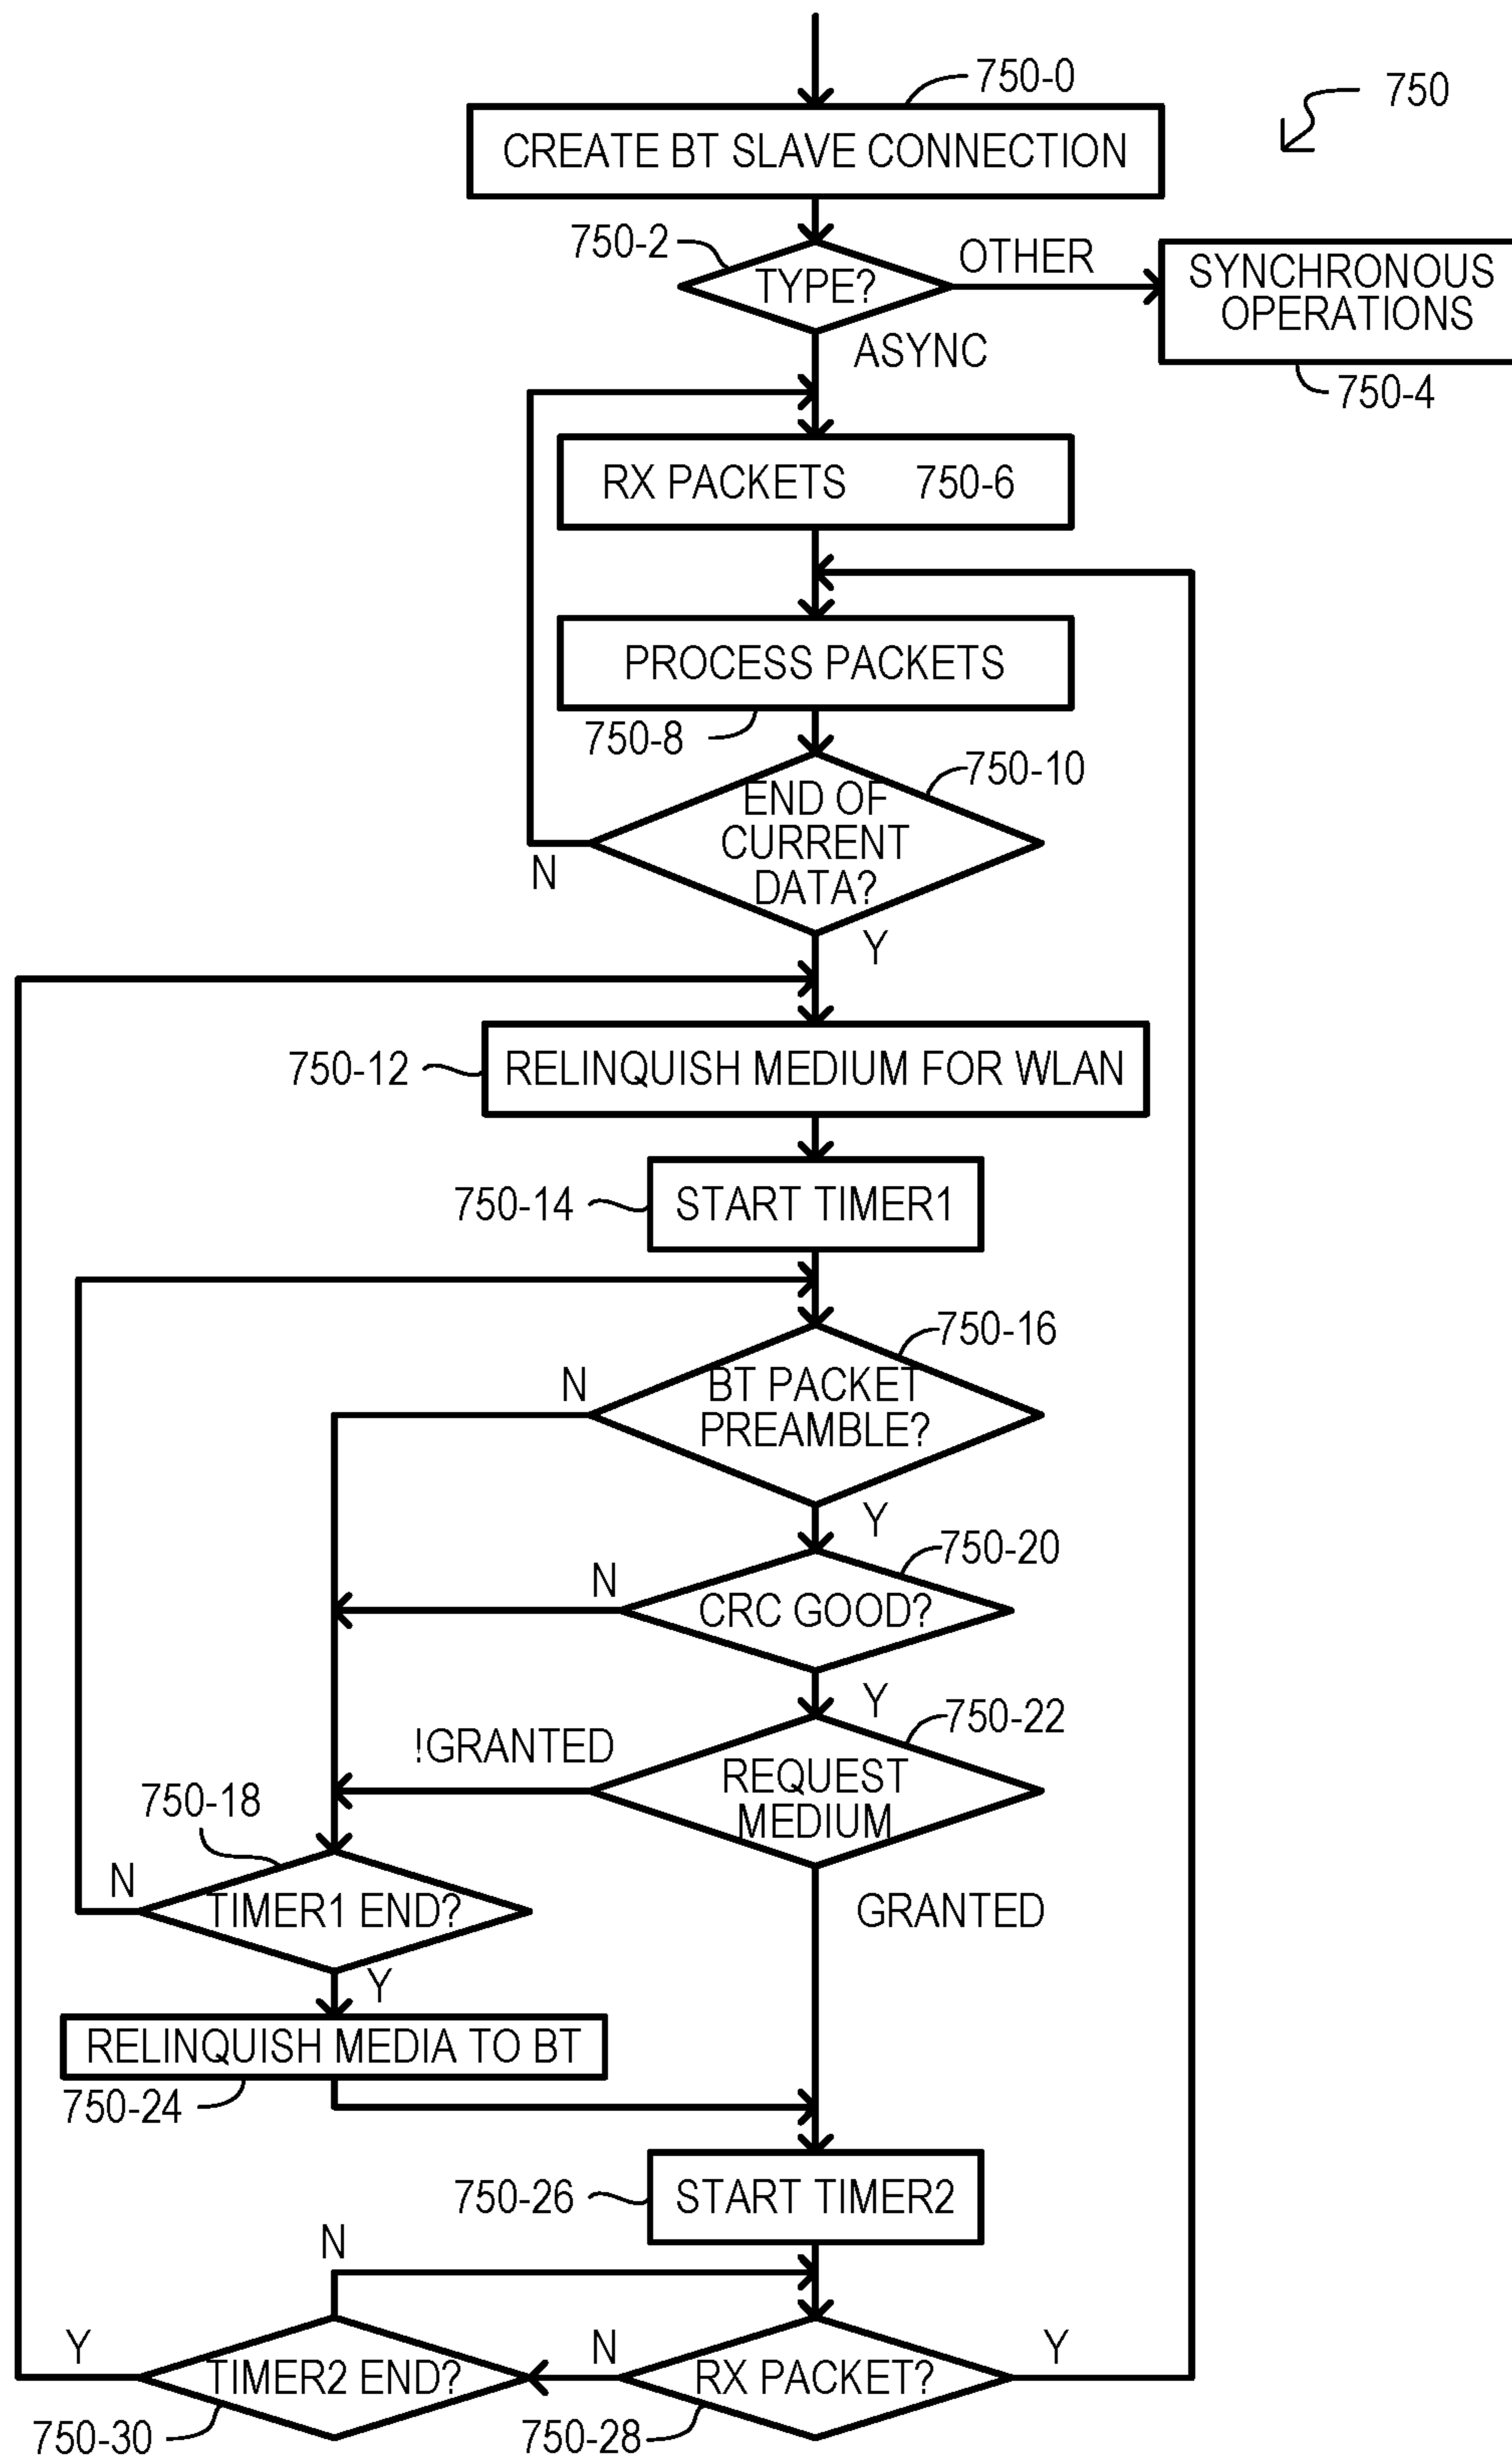 750-0
750
CREATE BT SLAVE CONNECTION
750-2
TYPE?
OTHER
SYNCHRONOUS
OPERATIONS
750-4
ASYNC
RX PACKETS 750-6
PROCESS PACKETS
750-8
750-10
END OF
CURRENT
DATA?
N
Y
750-12
RELINQUISH MEDIUM FOR WLAN
750-14
START TIMER1
750-16
N
BT PACKET
PREAMBLE?
Y
750-20
N
CRC GOOD?
Y
750-22
!GRANTED
REQUEST
MEDIUM
750-18
N
TIMER1 END?
GRANTED
Y
RELINQUISH MEDIA TO BT
750-24
750-26
START TIMER2
N
Y
TIMER2 END?
N
RX PACKET?
Y
750-30
750-28